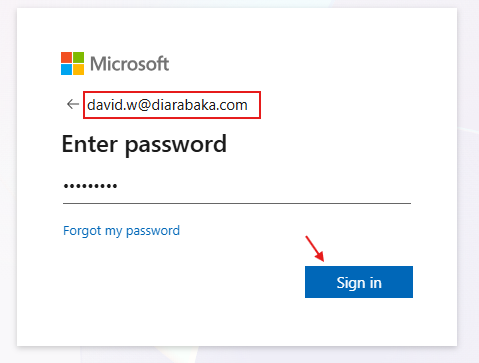 Microsoft
david.w@diarabaka.com
Enter password
•••••••••
Forgot my password
Sign in